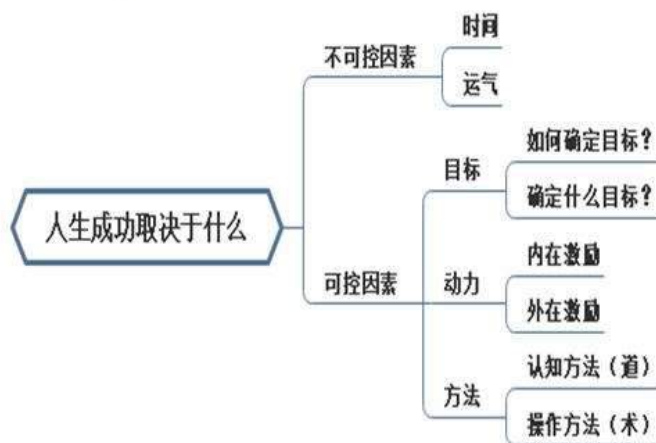 人生成功取决于什么
不可控因素
时间
运气
可控因素
目标
如何确定目标？
确定什么目标？
动力
内在激励
外在激励
方法
认知方法（道）
操作方法（术）